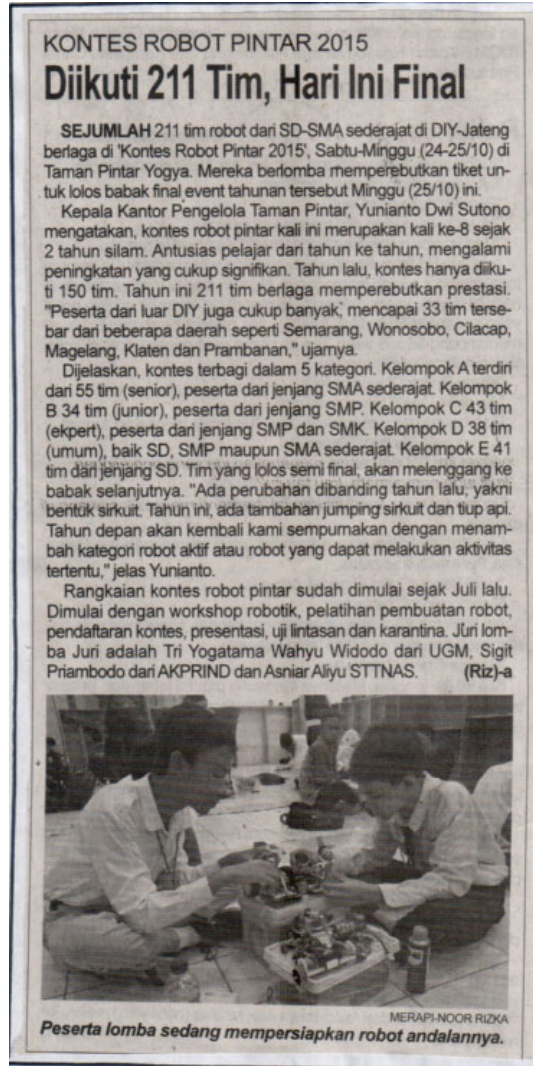 KONTES ROBOT PINTAR 2015
Diikuti 211 Tim, Hari Ini Final
SEJUMLAH 211 tim robot dari SD-SMA sederajat di DIY-Jateng
berlaga di 'Kontes Robot Pintar 2015', Sabtu-Minggu (24-25/10) di
Taman Pintar Yogya. Mereka berlomba memperebutkan tiket un-
tuk lolos babak final event tahunan tersebut Minggu (25/10) ini.
Kepala Kantor Pengelola Taman Pintar, Yunianto Dwi Sutono
mengatakan, kontes robot pintar kali ini merupakan kali ke-8 sejak
2 tahun silam. Antusias pelajar dari tahun ke tahun, mengalami
peningkatan yang cukup signifikan. Tahun lalu, kontes hanya diiku-
ti 150 tim. Tahun ini 211 tim berlaga memperebutkan prestasi.
"Peserta dari luar DIY juga cukup banyak, mencapai 33 tim terse-
bar dari beberapa daerah seperti Semarang, Wonosobo, Cilacap,
Magelang, Klaten dan Prambanan," ujarnya.
Dijelaskan, kontes terbagi dalam 5 kategori. Kelompok A terdiri
dari 55 tim (senior), peserta dari jenjang SMA sederajat. Kelompok
B 34 tim (junior), peserta dari jenjang SMP. Kelompok C 43 tim
(ekpert), peserta dari jenjang SMP dan SMK. Kelompok D 38 tim
(umum), baik SD, SMP maupun SMA sederajat. Kelompok E 41
tim dari jenjang SD. Tim yang lolos semi final, akan melenggang ke
babak selanjutnya. "Ada perubahan dibanding tahun lalu, yakni
bentuk sirkuit. Tahun ini, ada tambahan jumping sirkuit dan tiup api.
Tahun depan akan kembali kami sempurnakan dengan menam-
bah kategori robot aktif atau robot yang dapat melakukan aktivitas
tertentu," jelas Yunianto.
Rangkaian kontes robot pintar sudah dimulai sejak Juli lalu.
Dimulai dengan workshop robotik, pelatihan pembuatan robot,
pendaftaran kontes, presentasi, uji lintasan dan karantina. Juri lom-
ba Juri adalah Tri Yogatama Wahyu Widodo dari UGM, Sigit
Priambodo dari AKPRIND dan Asniar Aliyu STTNAS. (Riz)-a
MERAPI-NOOR RIZKA
Peserta lomba sedang mempersiapkan robot andalannya.